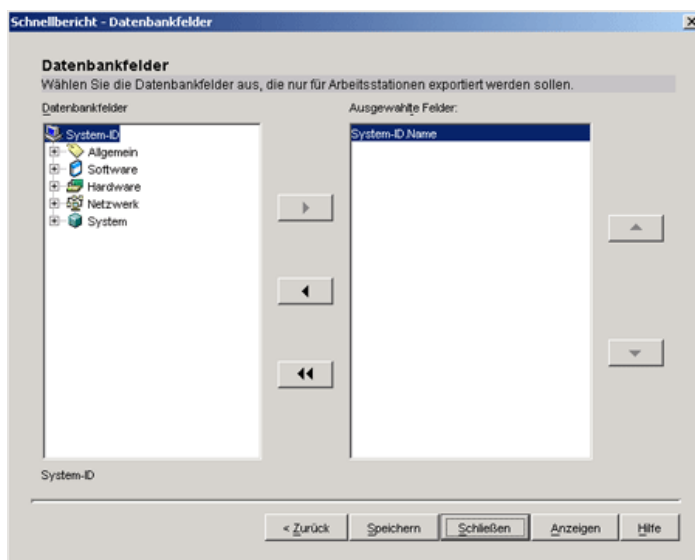 Schnellbericht - Datenbankfelder
Datenbankfelder
Wählen Sie die Datenbankfelder aus, die nur für Arbeitsstationen exportiert werden sollen.
Datenbankfelder
Ausgewahlte Felder:
System-ID
Allgemein
Software
Hardware
Netzwerk
System
System-ID.Name
System-ID
< Zurück
Speichern
Schließen
Anzeigen
Hilfe